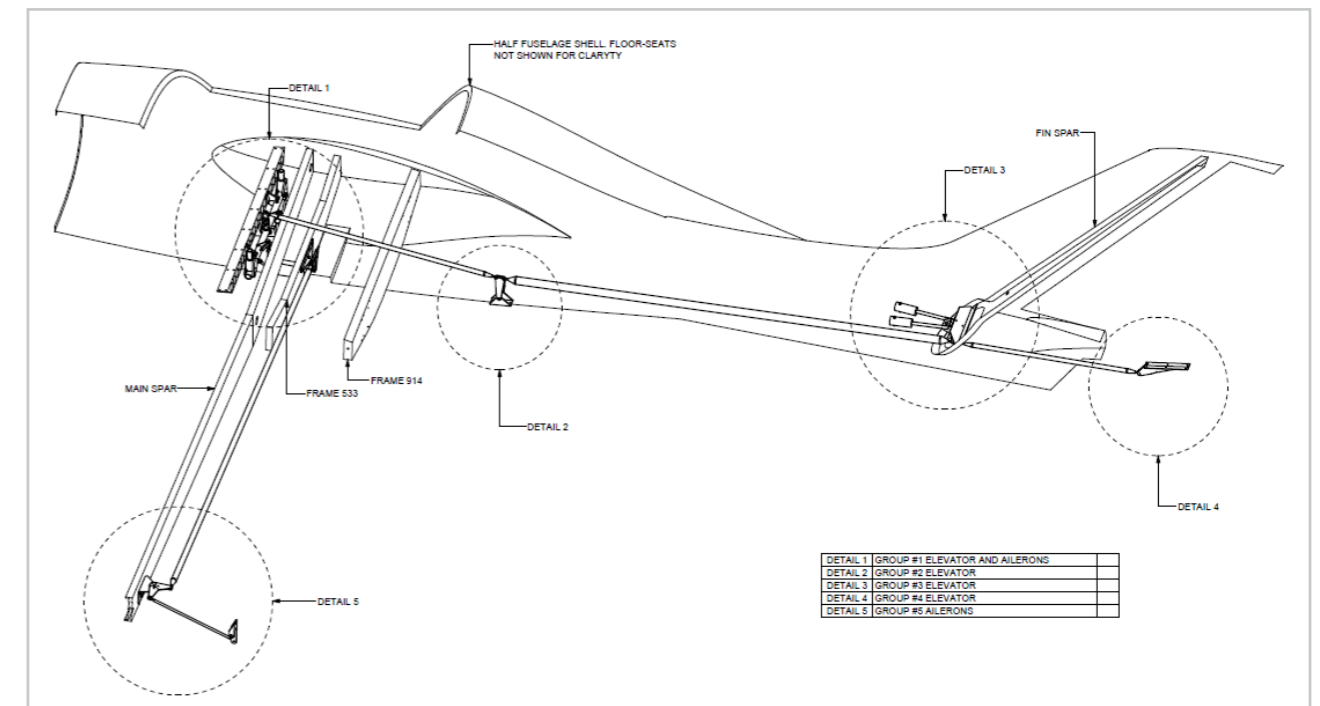 HALF FUSELAGE SHELL. FLOOR-SEATS
NOT SHOWN FOR CLARYTY
DETAIL 1
FIN SPAR
DETAIL 3
MAIN SPAR
FRAME 914
FRAME 533
DETAIL 2
DETAIL 4
DETAIL 5
DETAIL 1 GROUP #1 ELEVATOR AND AILERONS
DETAIL 2 GROUP #2 ELEVATOR
DETAIL 3 GROUP #3 ELEVATOR
DETAIL 4 GROUP #4 ELEVATOR
DETAIL 5 GROUP #5 AILERONS